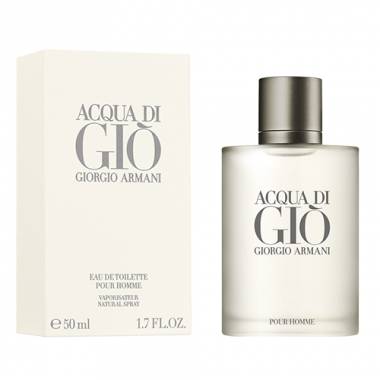 ACQUA DI
GIÒ
GIORGIO ARMANI
EAU DE TOILETTE
POUR HOMME
VAPORISATEUR
NATURAL SPRAY
℮ 50 ml 1.7 FL.OZ.
ACQUA DI
GIÒ
GIORGIO ARMANI
POUR HOMME